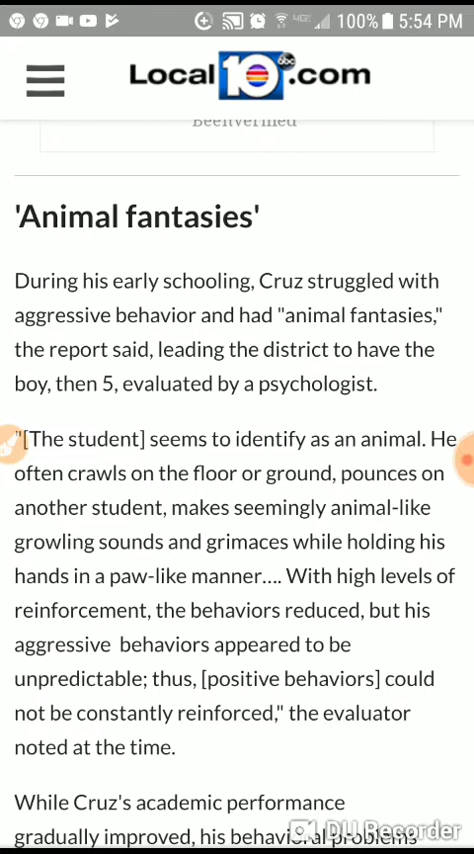 100% 5:54 PM
Local 10 abc .com
BeenVerified
'Animal fantasies'
During his early schooling, Cruz struggled with
aggressive behavior and had "animal fantasies,"
the report said, leading the district to have the
boy, then 5, evaluated by a psychologist.
"[The student] seems to identify as an animal. He
often crawls on the floor or ground, pounces on
another student, makes seemingly animal-like
growling sounds and grimaces while holding his
hands in a paw-like manner.... With high levels of
reinforcement, the behaviors reduced, but his
aggressive behaviors appeared to be
unpredictable; thus, [positive behaviors] could
not be constantly reinforced," the evaluator
noted at the time.
While Cruz's academic performance
gradually improved, his behavioral problems
DU Recorder